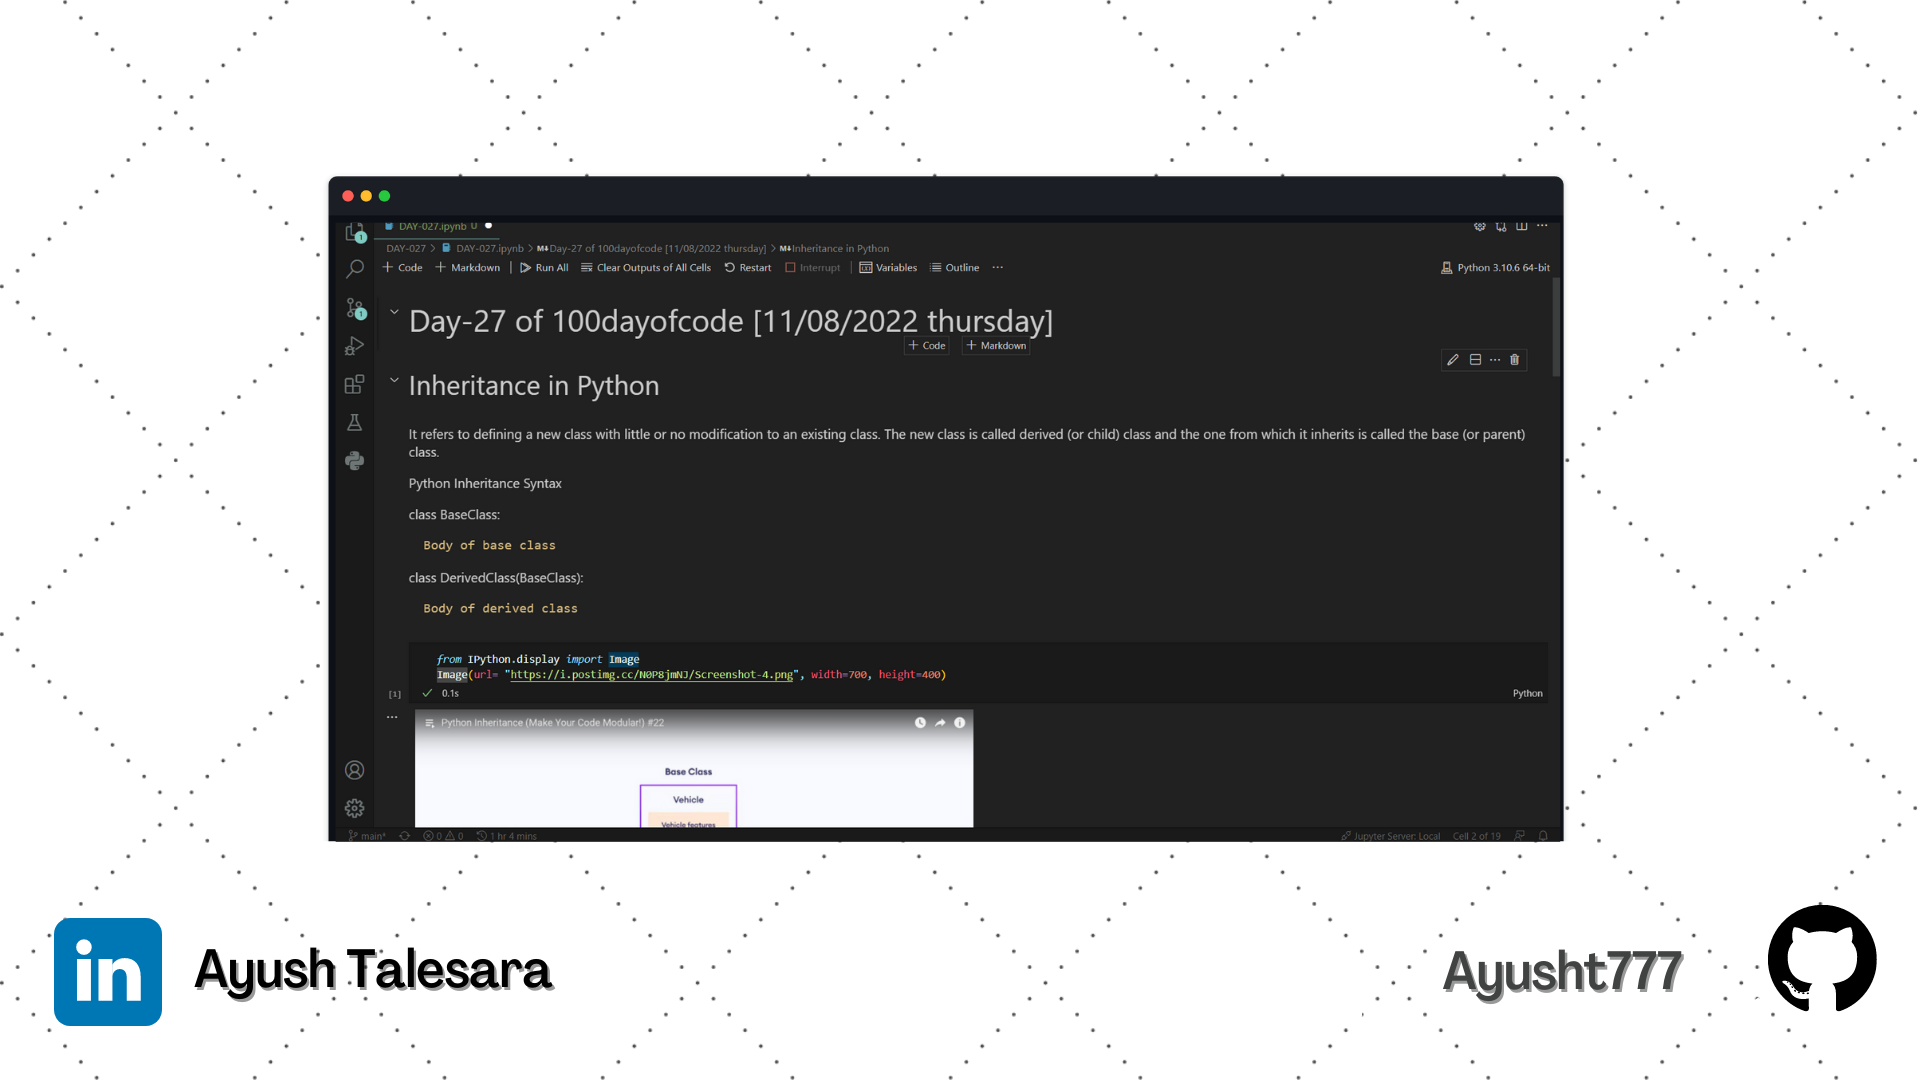 DAY-027.ipynb U
DAY-027 > DAY-027.ipynb > M↓Day-27 of 100dayofcode [11/08/2022 thursday] > M↓Inheritance in Python
+ Code + Markdown | Run All Clear Outputs of All Cells Restart Interrupt | Variables Outline ... Python 3.10.6 64-bit
1
1
Day-27 of 100dayofcode [11/08/2022 thursday]
+ Code + Markdown
Inheritance in Python
It refers to defining a new class with little or no modification to an existing class. The new class is called derived (or child) class and the one from which it inherits is called the base (or parent)
class.
Python Inheritance Syntax
class BaseClass:
Body of base class
class DerivedClass(BaseClass):
Body of derived class
from IPython.display import Image
Image(url= "https://i.postimg.cc/N0P8jmNJ/Screenshot-4.png", width=700, height=400)
[1] 0.1s Python
Python Inheritance (Make Your Code Modular!) #22
Base Class
Vehicle
Vehicle features
main* 0 0 1 hr 4 mins Jupyter Server: Local Cell 2 of 19
in Ayush Talesara Ayusht777